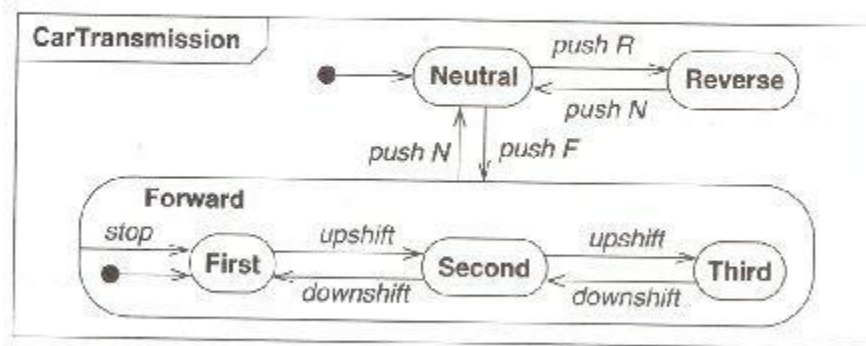 CarTransmission
push R
Neutral
Reverse
push N
push N
push F
Forward
stop
upshift
upshift
First
Second
Third
downshift
downshift